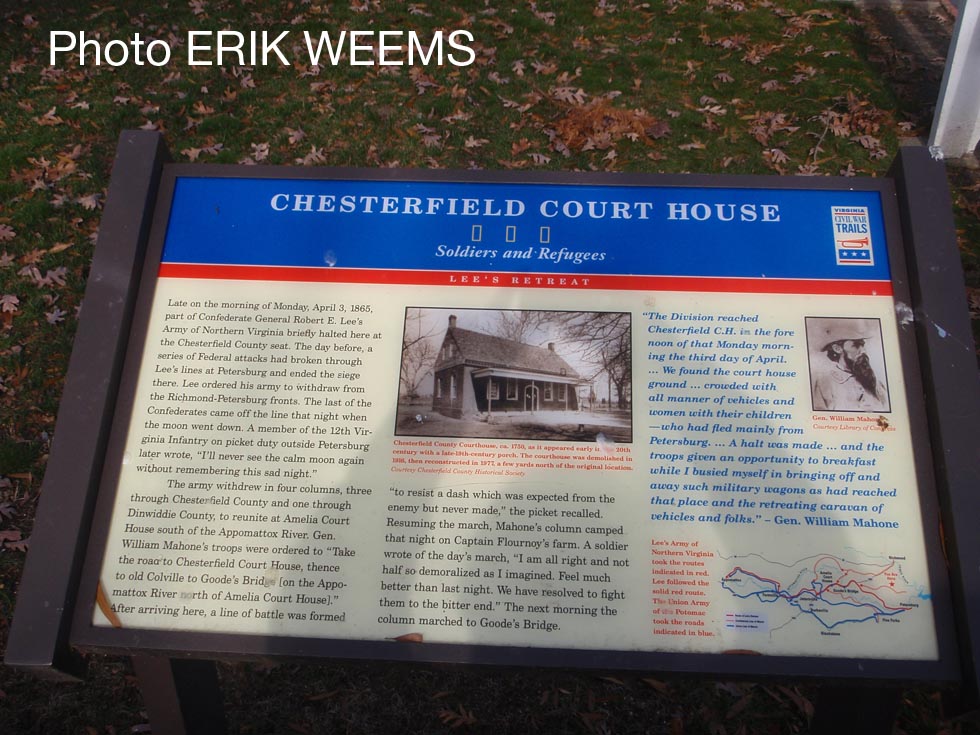 Photo ERIK WEEMS
CHESTERFIELD COURT HOUSE
Soldiers and Refugees
LEE'S RETREAT
VIRGINIA
CIVIL WAR
TRAILS
Late on the morning of Monday, April 3, 1865,
part of Confederate General Robert E. Lee's
Army of Northern Virginia briefly halted here at
the Chesterfield County seat. The day before, a
series of Federal attacks had broken through
Lee's lines at Petersburg and ended the siege
there. Lee ordered his army to withdraw from
the Richmond-Petersburg fronts. The last of the
Confederates came off the line that night when
the moon went down. A member of the 12th Vir-
ginia Infantry on picket duty outside Petersburg
later wrote, "I'll never see the calm moon again
without remembering this sad night."
The army withdrew in four columns, three
through Chesterfield County and one through
Dinwiddie County, to reunite at Amelia Court
House south of the Appomattox River. Gen.
William Mahone's troops were ordered to "Take
the road to Chesterfield Court House, thence
to old Colville to Goode's Bridge [on the Appo-
mattox River north of Amelia Court House]."
After arriving here, a line of battle was formed
Chesterfield County Courthouse, ca. 1750, as it appeared early in 20th
century with a late-19th-century porch. The courthouse was demolished in
1916, then reconstructed in 1977, a few yards north of the original location.
Courtesy Chesterfield County Historical Society
"to resist a dash which was expected from the
enemy but never made," the picket recalled.
Resuming the march, Mahone's column camped
that night on Captain Flournoy's farm. A soldier
wrote of the day's march, "I am all right and not
half so demoralized as I imagined. Feel much
better than last night. We have resolved to fight
them to the bitter end." The next morning the
column marched to Goode's Bridge.
"The Division reached
Chesterfield C.H. in the fore
noon of that Monday morn-
ing the third day of April.
... We found the court house
ground ... crowded with
all manner of vehicles and
women with their children
—who had fled mainly from
Petersburg. ... A halt was made ... and the
troops given an opportunity to breakfast
while I busied myself in bringing off and
away such military wagons as had reached
that place and the retreating caravan of
vehicles and folks." – Gen. William Mahone
Gen. William Mahone
Courtesy Library of Congress
Lee's Army of
Northern Virginia
took the routes
indicated in red.
Lee followed the
solid red route.
The Union Army
of the Potomac
took the roads
indicated in blue.
Richmond
Amelia
Court
House
Goode's Bridge
Petersburg
Five Forks